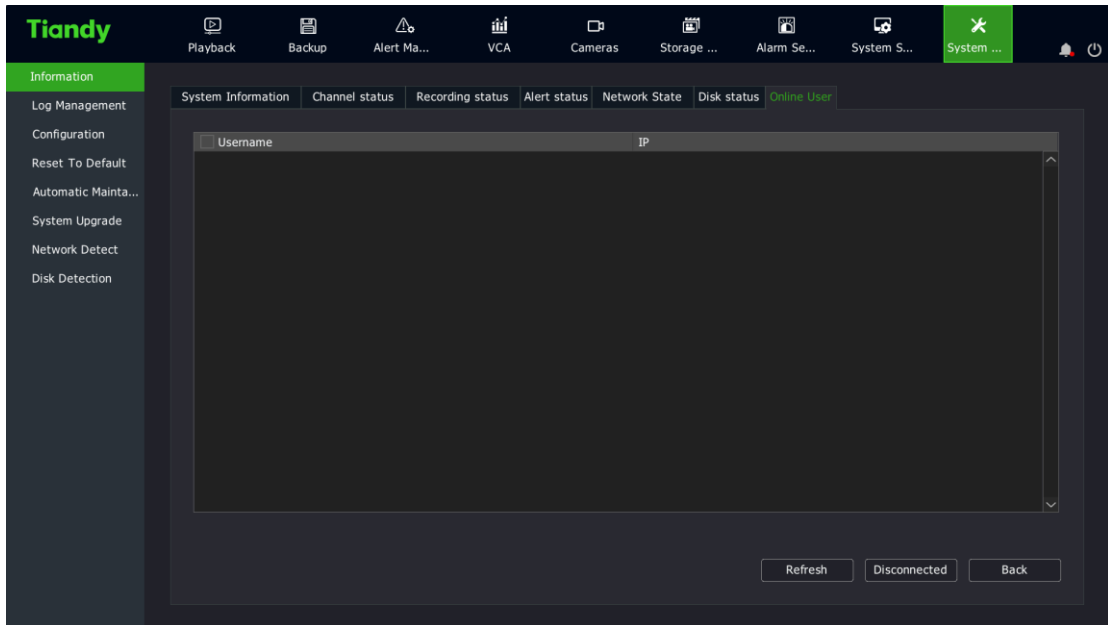 Tiandy
Playback
Backup
Alert Ma...
VCA
Cameras
Storage ...
Alarm Se...
System S...
System ...
Information
Log Management
Configuration
Reset To Default
Automatic Mainta...
System Upgrade
Network Detect
Disk Detection
System Information
Channel status
Recording status
Alert status
Network State
Disk status
Online User
Username
IP
Refresh
Disconnected
Back